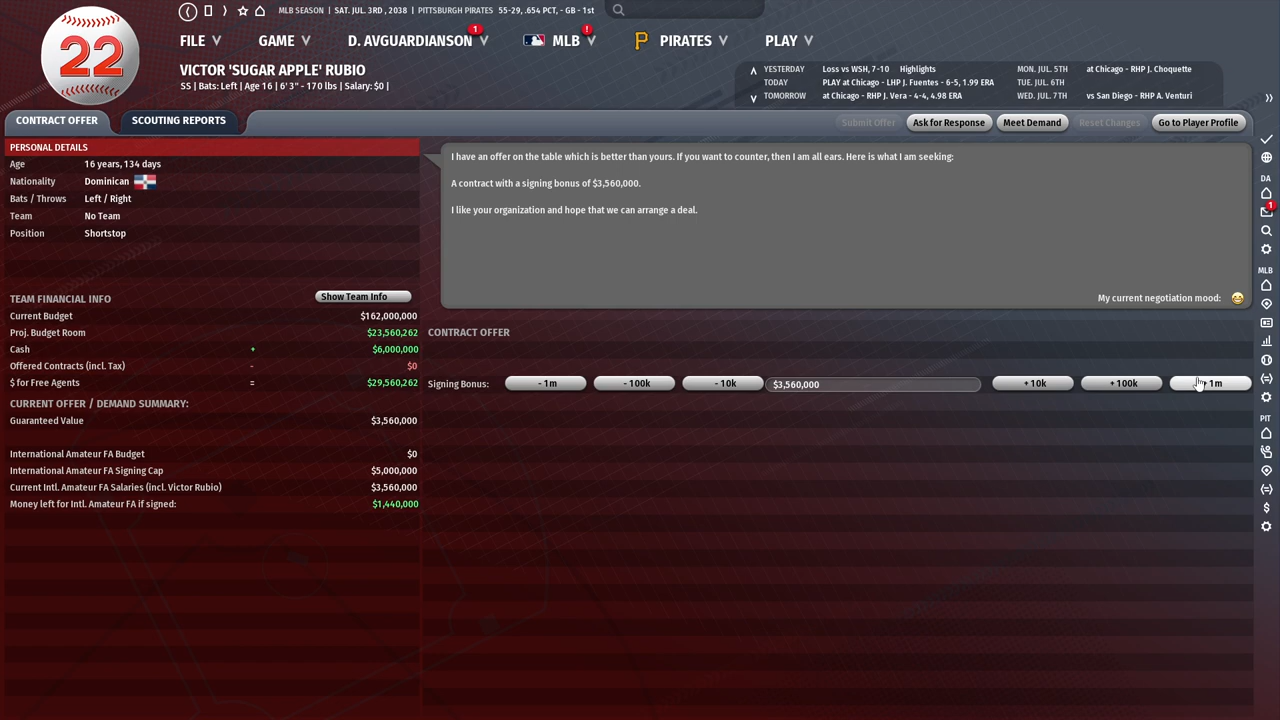 MLB SEASON | SAT. JUL. 3RD , 2038 | PITTSBURGH PIRATES 55-29, .654 PCT, - GB - 1st
22
FILE GAME D. AVGUARDIANSON 1 MLB ! P PIRATES PLAY
VICTOR 'SUGAR APPLE' RUBIO
SS | Bats: Left | Age 16 | 6' 3" - 170 lbs | Salary: $0 |
YESTERDAY Loss vs WSH, 7-10 Highlights MON. JUL. 5TH at Chicago - RHP J. Choquette
TODAY PLAY at Chicago - LHP J. Fuentes - 6-5, 1.99 ERA TUE. JUL. 6TH
TOMORROW at Chicago - RHP J. Vera - 4-4, 4.98 ERA WED. JUL. 7TH vs San Diego - RHP A. Venturi
CONTRACT OFFER SCOUTING REPORTS Submit Offer Ask for Response Meet Demand Reset Changes Go to Player Profile
PERSONAL DETAILS
Age 16 years, 134 days
Nationality Dominican
Bats / Throws Left / Right
Team No Team
Position Shortstop
I have an offer on the table which is better than yours. If you want to counter, then I am all ears. Here is what I am seeking:
A contract with a signing bonus of $3,560,000.
I like your organization and hope that we can arrange a deal.
My current negotiation mood:
TEAM FINANCIAL INFO Show Team Info
Current Budget $162,000,000
Proj. Budget Room $23,560,262
Cash + $6,000,000
Offered Contracts (incl. Tax) - $0
$ for Free Agents = $29,560,262
CURRENT OFFER / DEMAND SUMMARY:
Guaranteed Value $3,560,000
International Amateur FA Budget $0
International Amateur FA Signing Cap $5,000,000
Current Intl. Amateur FA Salaries (incl. Victor Rubio) $3,560,000
Money left for Intl. Amateur FA if signed: $1,440,000
CONTRACT OFFER
Signing Bonus: - 1m - 100k - 10k $3,560,000 + 10k + 100k 1m
DA
1
MLB
PIT
$